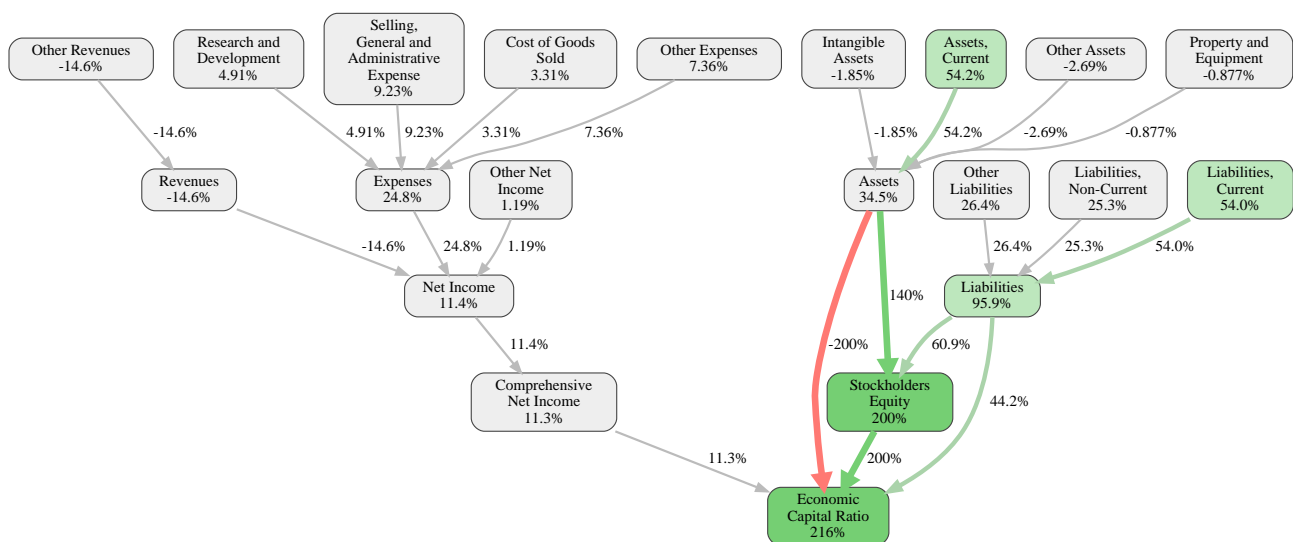 Other Revenues
-14.6%
Research and
Development
4.91%
Selling,
General and
Administrative
Expense
9.23%
Cost of Goods
Sold
3.31%
Other Expenses
7.36%
Intangible
Assets
-1.85%
Assets,
Current
54.2%
Other Assets
-2.69%
Property and
Equipment
-0.877%
-14.6%
4.91%
9.23%
3.31%
7.36%
-1.85%
54.2%
-2.69%
-0.877%
Revenues
-14.6%
Expenses
24.8%
Other Net
Income
1.19%
Assets
34.5%
Other
Liabilities
26.4%
Liabilities,
Non-Current
25.3%
Liabilities,
Current
54.0%
-14.6%
24.8%
1.19%
26.4%
25.3%
54.0%
Net Income
11.4%
140%
Liabilities
95.9%
11.4%
-200%
60.9%
Comprehensive
Net Income
11.3%
Stockholders
Equity
200%
44.2%
11.3%
200%
Economic
Capital Ratio
216%